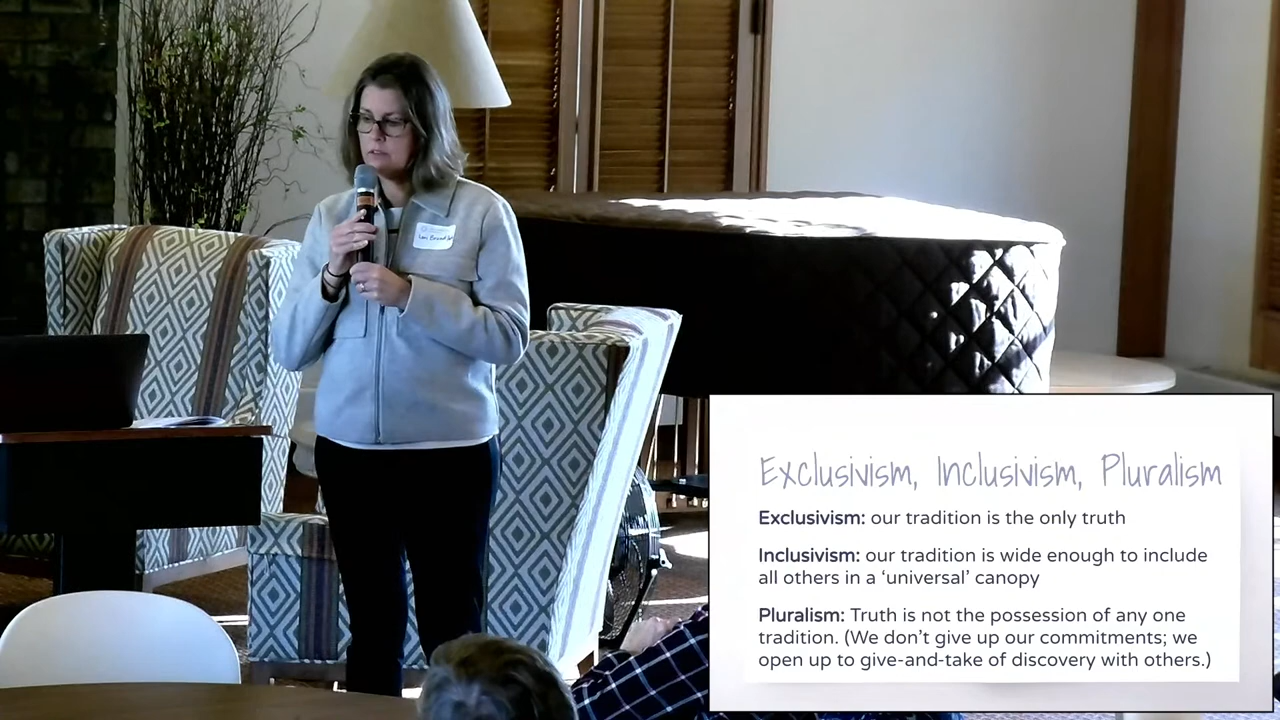 Exclusivism, Inclusivism, Pluralism
Exclusivism: our tradition is the only truth
Inclusivism: our tradition is wide enough to include
all others in a ‘universal’ canopy
Pluralism: Truth is not the possession of any one
tradition. (We don’t give up our commitments; we
open up to give-and-take of discovery with others.)